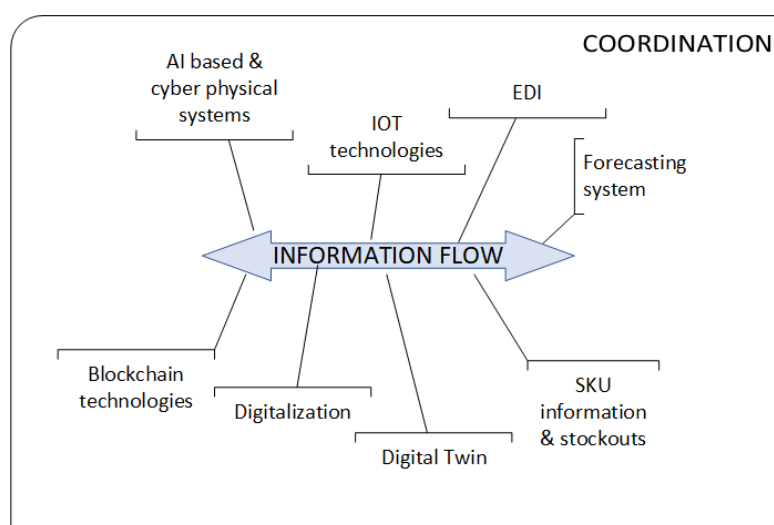 COORDINATION
AI based &
cyber physical
systems
IOT
technologies
EDI
Forecasting
system
INFORMATION FLOW
Blockchain
technologies
Digitalization
Digital Twin
SKU
information
& stockouts